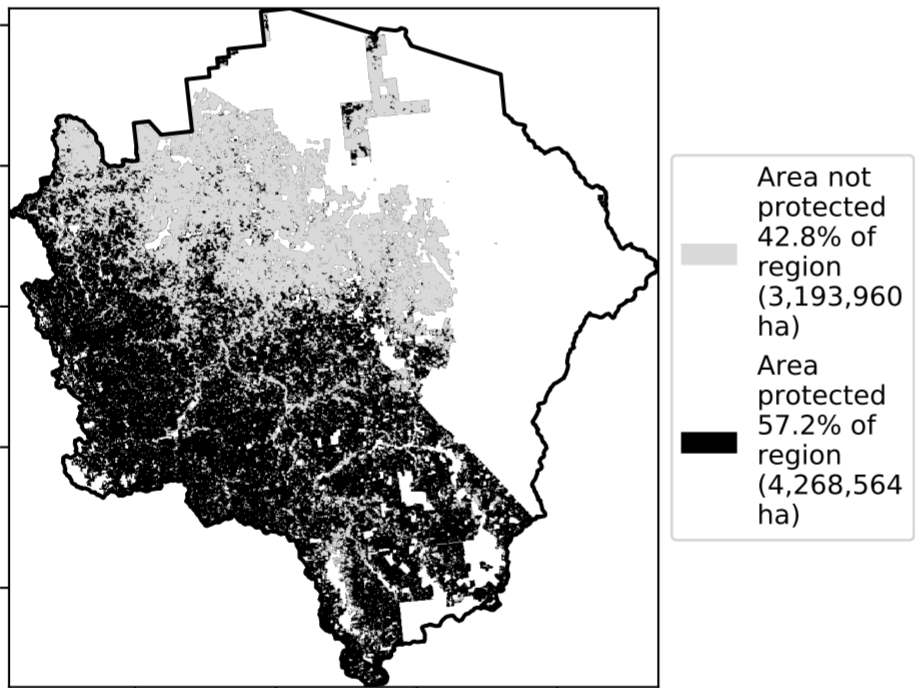 Area not
protected
42.8% of
region
(3,193,960
ha)
Area
protected
57.2% of
region
(4,268,564
ha)